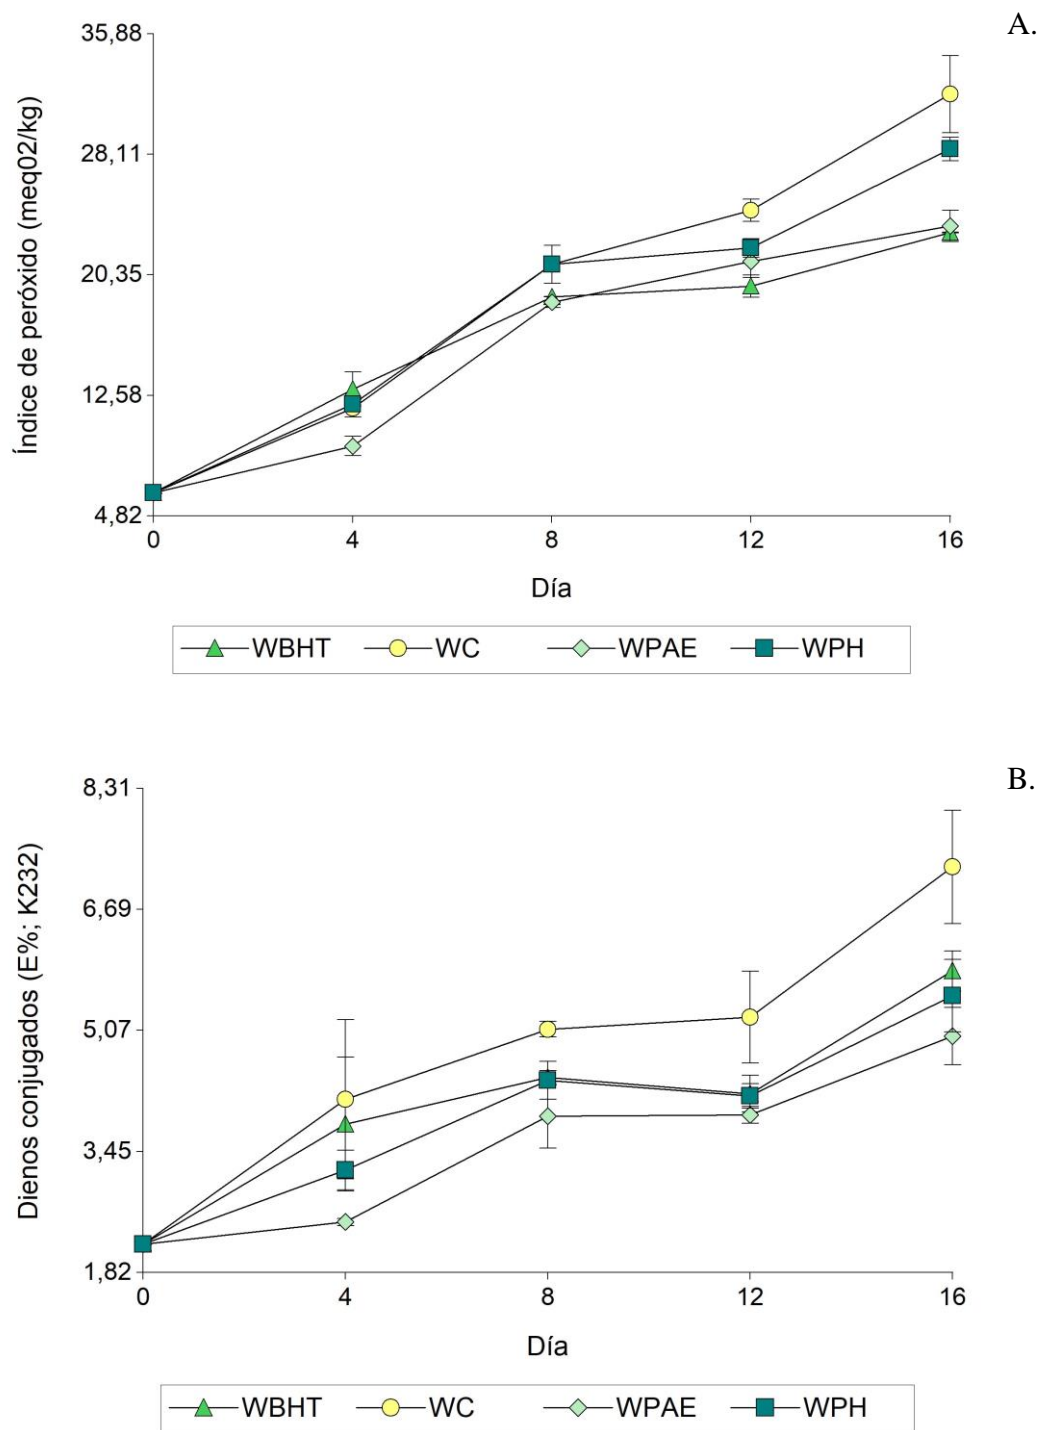 A.
Índice de peróxido (meq02/kg)
35,88
28,11
20,35
12,58
4,82
0 4 8 12 16
Día
WBHT WC WPAE WPH
B.
Dienos conjugados (E%; K232)
8,31
6,69
5,07
3,45
1,82
0 4 8 12 16
Día
WBHT WC WPAE WPH